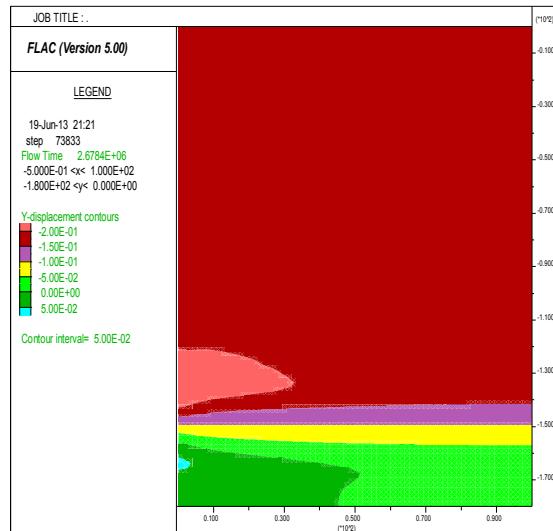 JOB TITLE : .
FLAC (Version 5.00)
LEGEND
19-Jun-13 21:21
step 73833
Flow Time 2.6784E+06
-5.000E-01 <x< 1.000E+02
-1.800E+02 <y< 0.000E+00
Y-displacement contours
-2.00E-01
-1.50E-01
-1.00E-01
-5.00E-02
0.00E+00
5.00E-02
Contour interval= 5.00E-02
(*10^2)
-0.100
-0.300
-0.500
-0.700
-0.900
-1.100
-1.300
-1.500
-1.700
0.100
0.300
0.500
0.700
0.900
(*10^2)